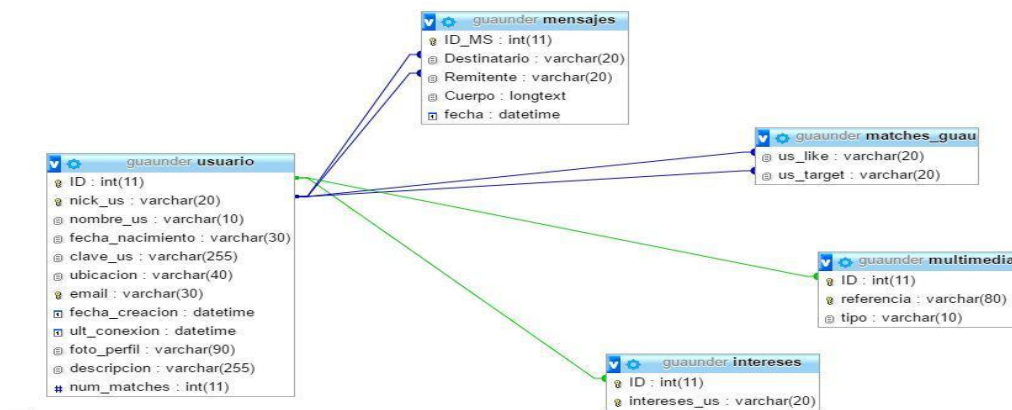 guaunder mensajes
ID_MS : int(11)
Destinatario : varchar(20)
Remitente : varchar(20)
Cuerpo : longtext
fecha : datetime
guaunder matches_guau
us_like : varchar(20)
us_target : varchar(20)
guaunder usuario
ID : int(11)
nick_us : varchar(20)
nombre_us : varchar(10)
fecha_nacimiento : varchar(30)
clave_us : varchar(255)
ubicacion : varchar(40)
email : varchar(30)
fecha_creacion : datetime
ult_conexion : datetime
foto_perfil : varchar(90)
descripcion : varchar(255)
# num_matches : int(11)
guaunder multimedia
ID : int(11)
referencia : varchar(80)
tipo : varchar(10)
guaunder intereses
ID : int(11)
intereses_us : varchar(20)